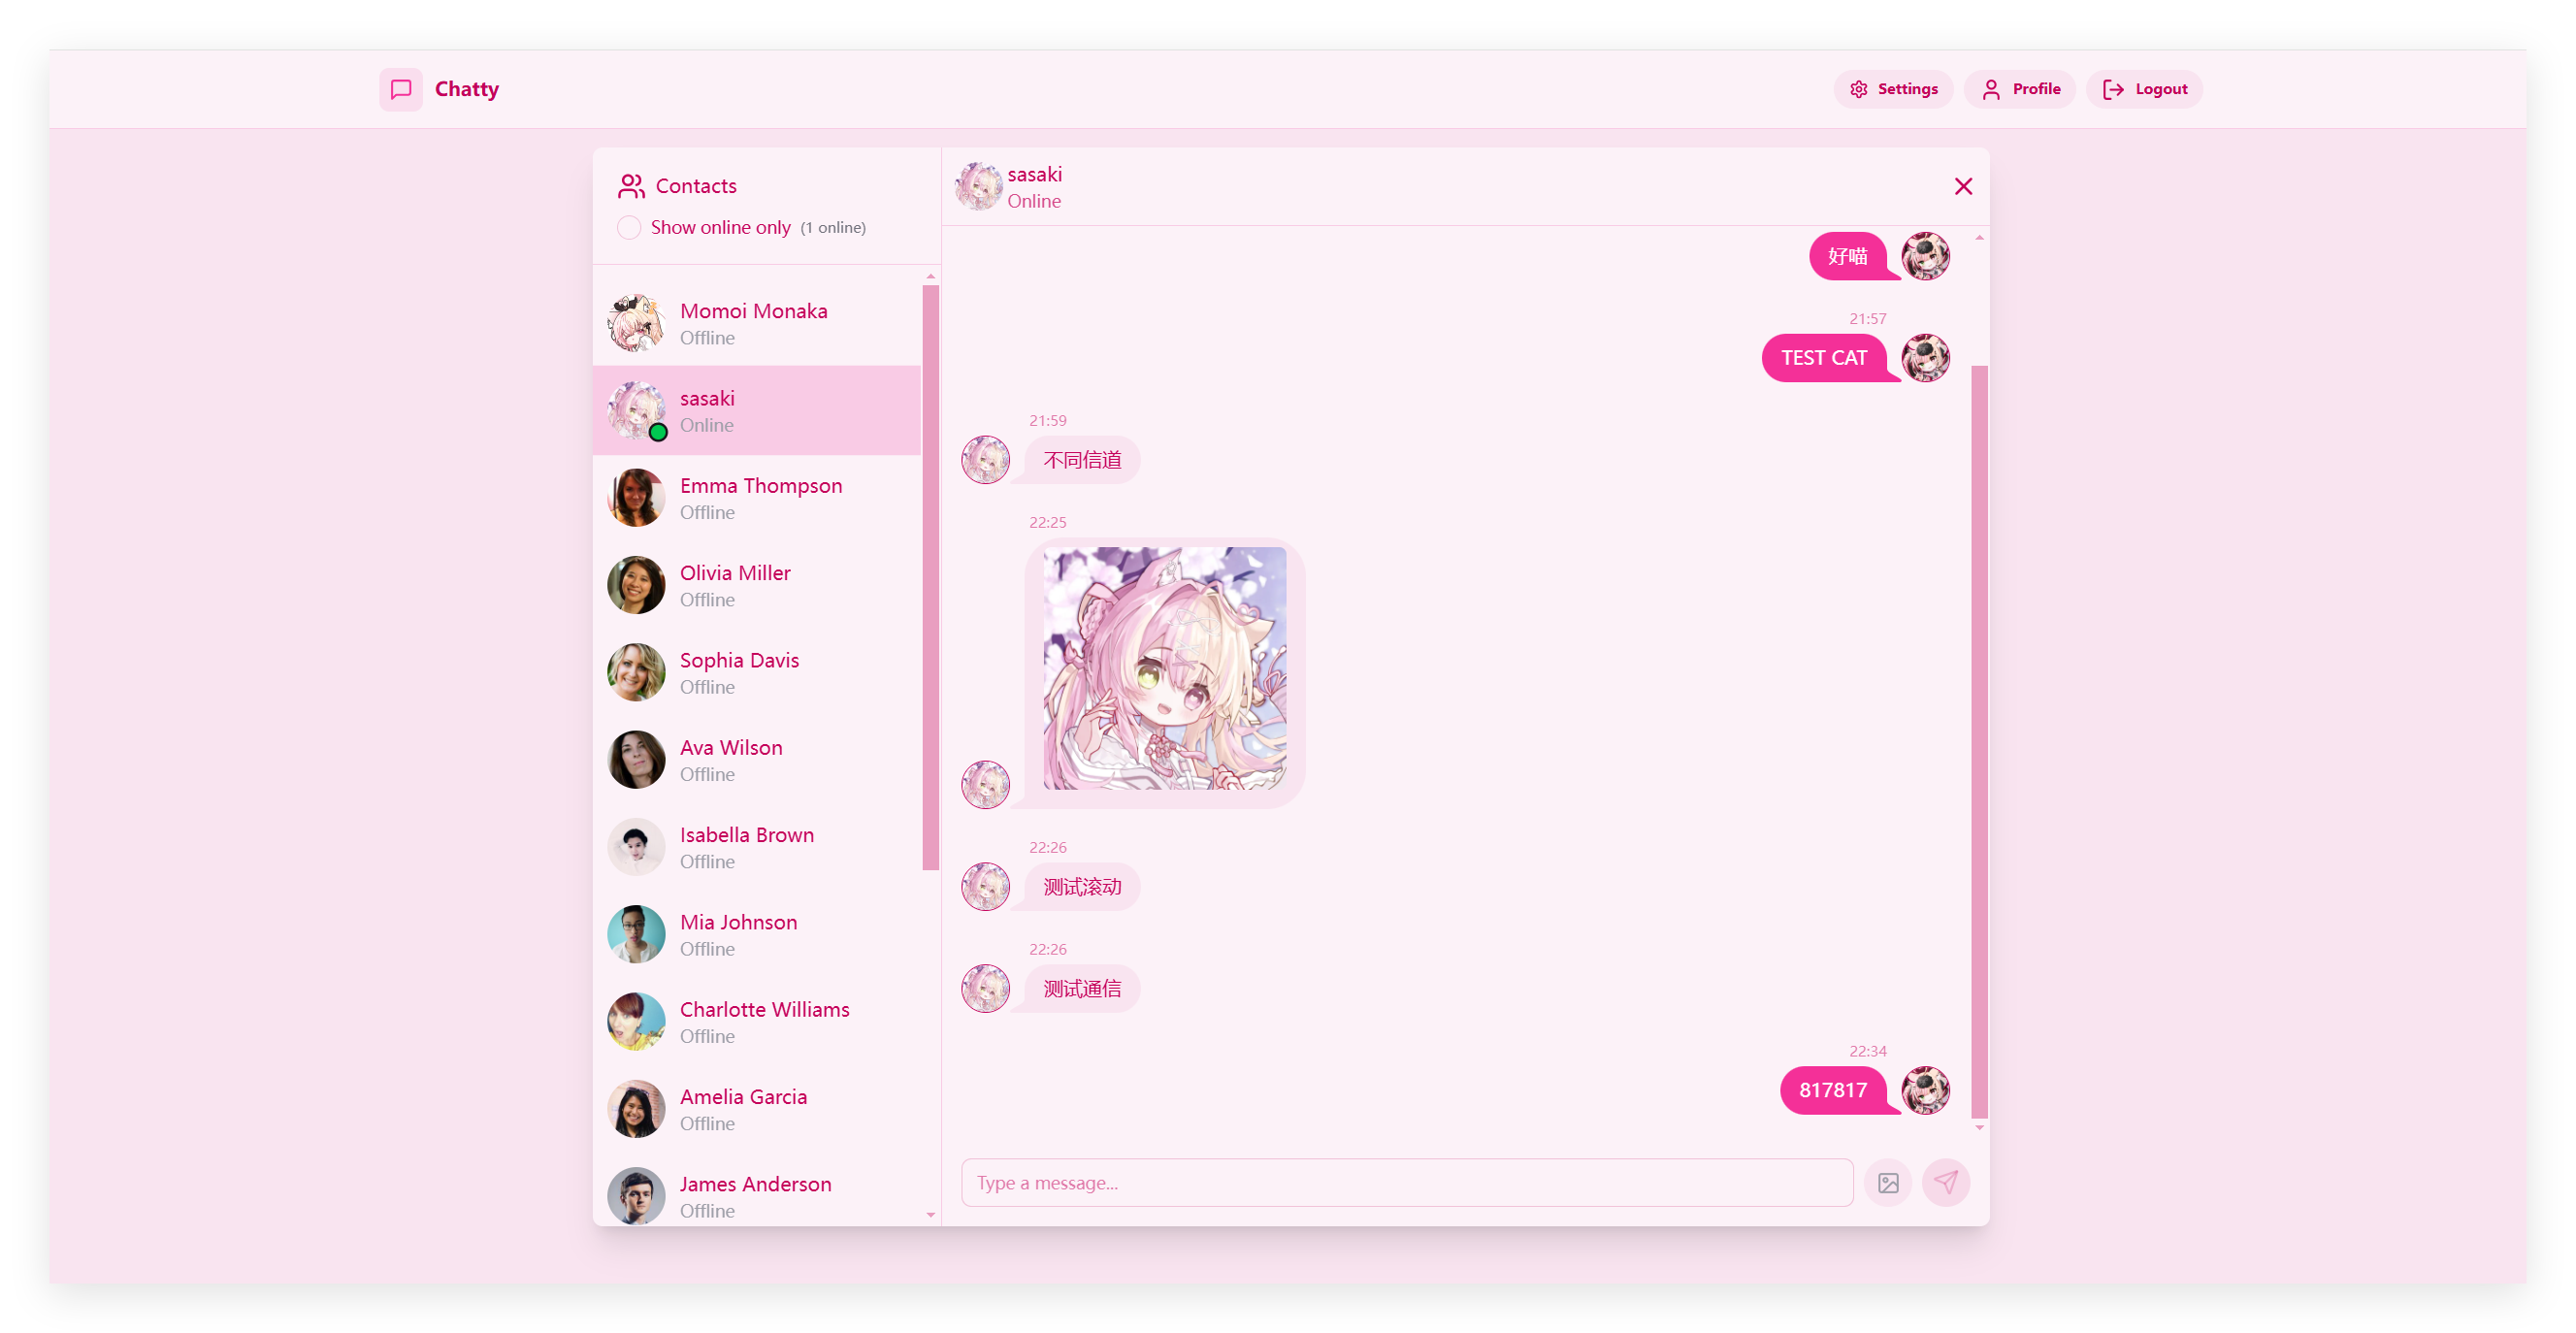 Chatty
Settings
Profile
Logout
Contacts
Show online only (1 online)
Momoi Monaka
Offline
sasaki
Online
Emma Thompson
Offline
Olivia Miller
Offline
Sophia Davis
Offline
Ava Wilson
Offline
Isabella Brown
Offline
Mia Johnson
Offline
Charlotte Williams
Offline
Amelia Garcia
Offline
James Anderson
Offline
sasaki
Online
好喵
21:57
TEST CAT
21:59
不同信道
22:25
22:26
测试滚动
22:26
测试通信
22:34
817817
Type a message...